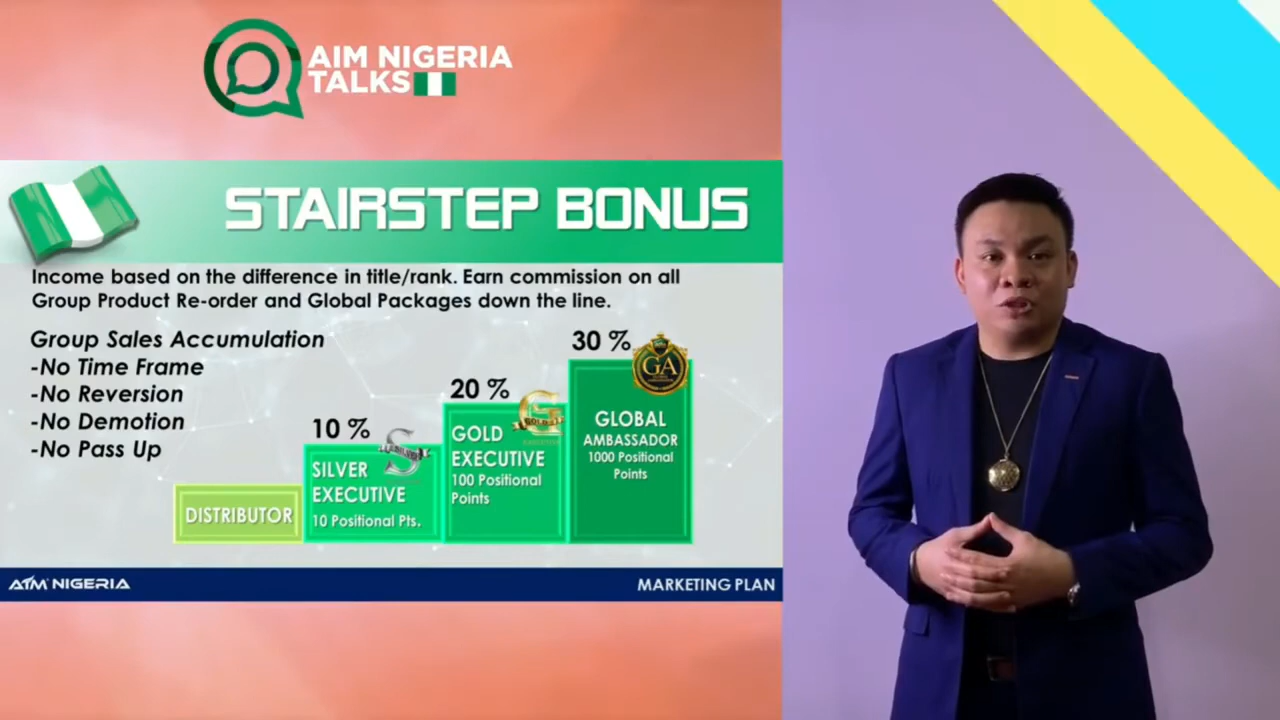 AIM NIGERIA
TALKS
STAIRSTEP BONUS
Income based on the difference in title/rank. Earn commission on all
Group Product Re-order and Global Packages down the line.
Group Sales Accumulation
-No Time Frame
-No Reversion
-No Demotion
-No Pass Up
DISTRIBUTOR
10 %
SILVER
EXECUTIVE
10 Positional Pts.
20 %
GOLD
EXECUTIVE
100 Positional
Points
30 %
GA
GLOBAL
AMBASSADOR
1000 Positional
Points
AIM NIGERIA
MARKETING PLAN